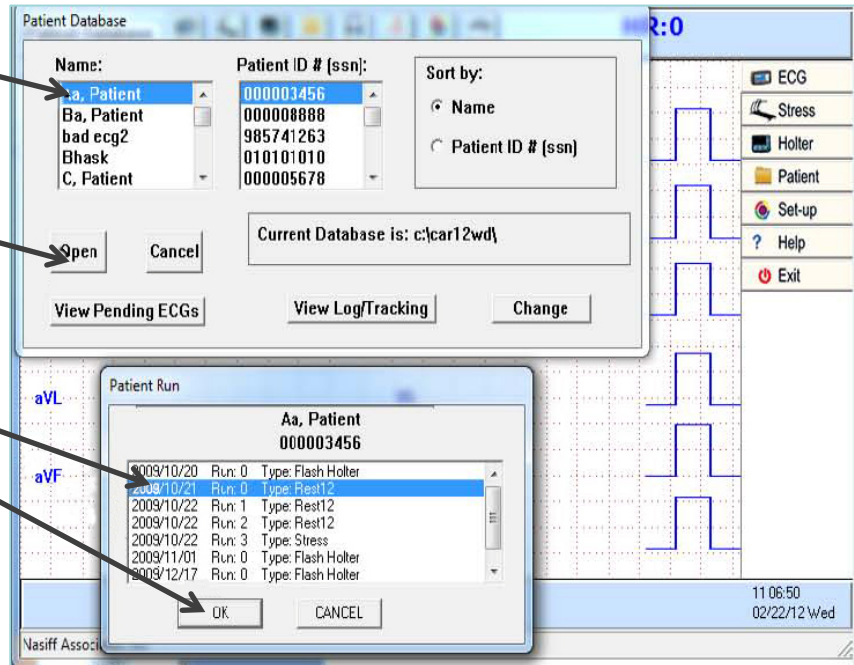 Patient Database
HR:0
Name:
Aa, Patient
Ba, Patient
bad ecg2
Bhask
C, Patient
Patient ID # (ssn):
000003456
000008888
985741263
010101010
000005678
Sort by:
Name
Patient ID # (ssn)
Open
Cancel
Current Database is: c:\car12wd\
View Pending ECGs
View Log/Tracking
Change
ECG
Stress
Holter
Patient
Set-up
? Help
Exit
aVL
aVF
Patient Run
Aa, Patient
000003456
2009/10/20 Run: 0 Type: Flash Holter
2009/10/21 Run: 0 Type: Rest12
2009/10/22 Run: 1 Type: Rest12
2009/10/22 Run: 2 Type: Rest12
2009/10/22 Run: 3 Type: Stress
2009/11/01 Run: 0 Type: Flash Holter
2009/12/17 Run: 0 Type: Flash Holter
OK
CANCEL
11 06:50
02/22/12 Wed
Nasiff Associ